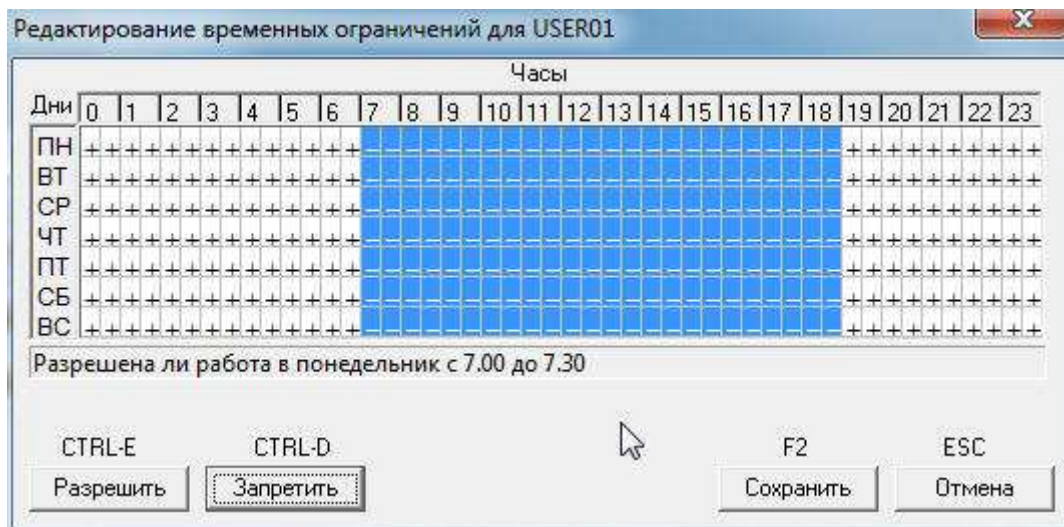 Редактирование временных ограничений для USER01
Часы
Дни 0 1 2 3 4 5 6 7 8 9 10 11 12 13 14 15 16 17 18 19 20 21 22 23
ПН + + + + + + + + + + + + + + _ _ _ _ _ _ _ _ _ _ _ _ _ _ _ _ _ _ _ _ _ _ _ _ + + + + + + + + + +
ВТ + + + + + + + + + + + + + + _ _ _ _ _ _ _ _ _ _ _ _ _ _ _ _ _ _ _ _ _ _ _ _ + + + + + + + + + +
СР + + + + + + + + + + + + + + _ _ _ _ _ _ _ _ _ _ _ _ _ _ _ _ _ _ _ _ _ _ _ _ + + + + + + + + + +
ЧТ + + + + + + + + + + + + + + _ _ _ _ _ _ _ _ _ _ _ _ _ _ _ _ _ _ _ _ _ _ _ _ + + + + + + + + + +
ПТ + + + + + + + + + + + + + + _ _ _ _ _ _ _ _ _ _ _ _ _ _ _ _ _ _ _ _ _ _ _ _ + + + + + + + + + +
СБ + + + + + + + + + + + + + + _ _ _ _ _ _ _ _ _ _ _ _ _ _ _ _ _ _ _ _ _ _ _ _ + + + + + + + + + +
ВС + + + + + + + + + + + + + + _ _ _ _ _ _ _ _ _ _ _ _ _ _ _ _ _ _ _ _ _ _ _ _ + + + + + + + + + +
Разрешена ли работа в понедельник с 7.00 до 7.30
CTRL-E CTRL-D F2 ESC
Разрешить Запретить Сохранить Отмена